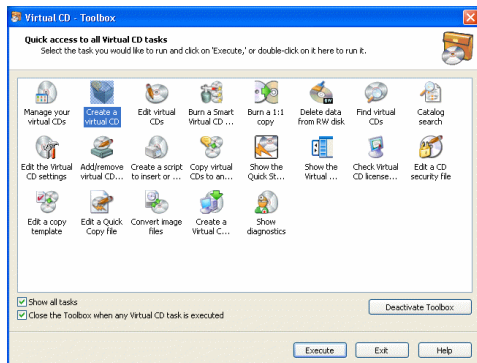 Virtual CD - Toolbox
Quick access to all Virtual CD tasks
Select the task you would like to run and click on 'Execute,' or double-click on it here to run it.
Manage your virtual CDs
Create a virtual CD
Edit virtual CDs
Burn a Smart Virtual CD ...
Burn a 1:1 copy
Delete data from RW disk
Find virtual CDs
Catalog search
Edit the Virtual CD settings
Add/remove virtual CD...
Create a script to insert or ...
Copy virtual CDs to an...
Show the Quick St...
Show the Virtual ...
Check Virtual CD license...
Edit a CD security file
Edit a copy template
Edit a Quick Copy file
Convert image files
Create a Virtual C...
Show diagnostics
Show all tasks
Close the Toolbox when any Virtual CD task is executed
Deactivate Toolbox
Execute
Exit
Help